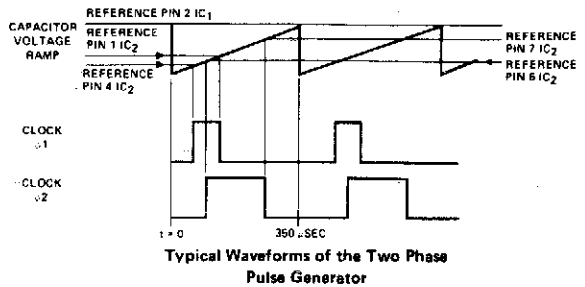 REFERENCE PIN 2 IC1
CAPACITOR
VOLTAGE
RAMP
REFERENCE
PIN 1 IC2
REFERENCE
PIN 4 IC2
REFERENCE
PIN 7 IC2
REFERENCE
PIN 6 IC2
CLOCK
φ1
CLOCK
φ2
t = 0
350 μSEC
Typical Waveforms of the Two Phase
Pulse Generator